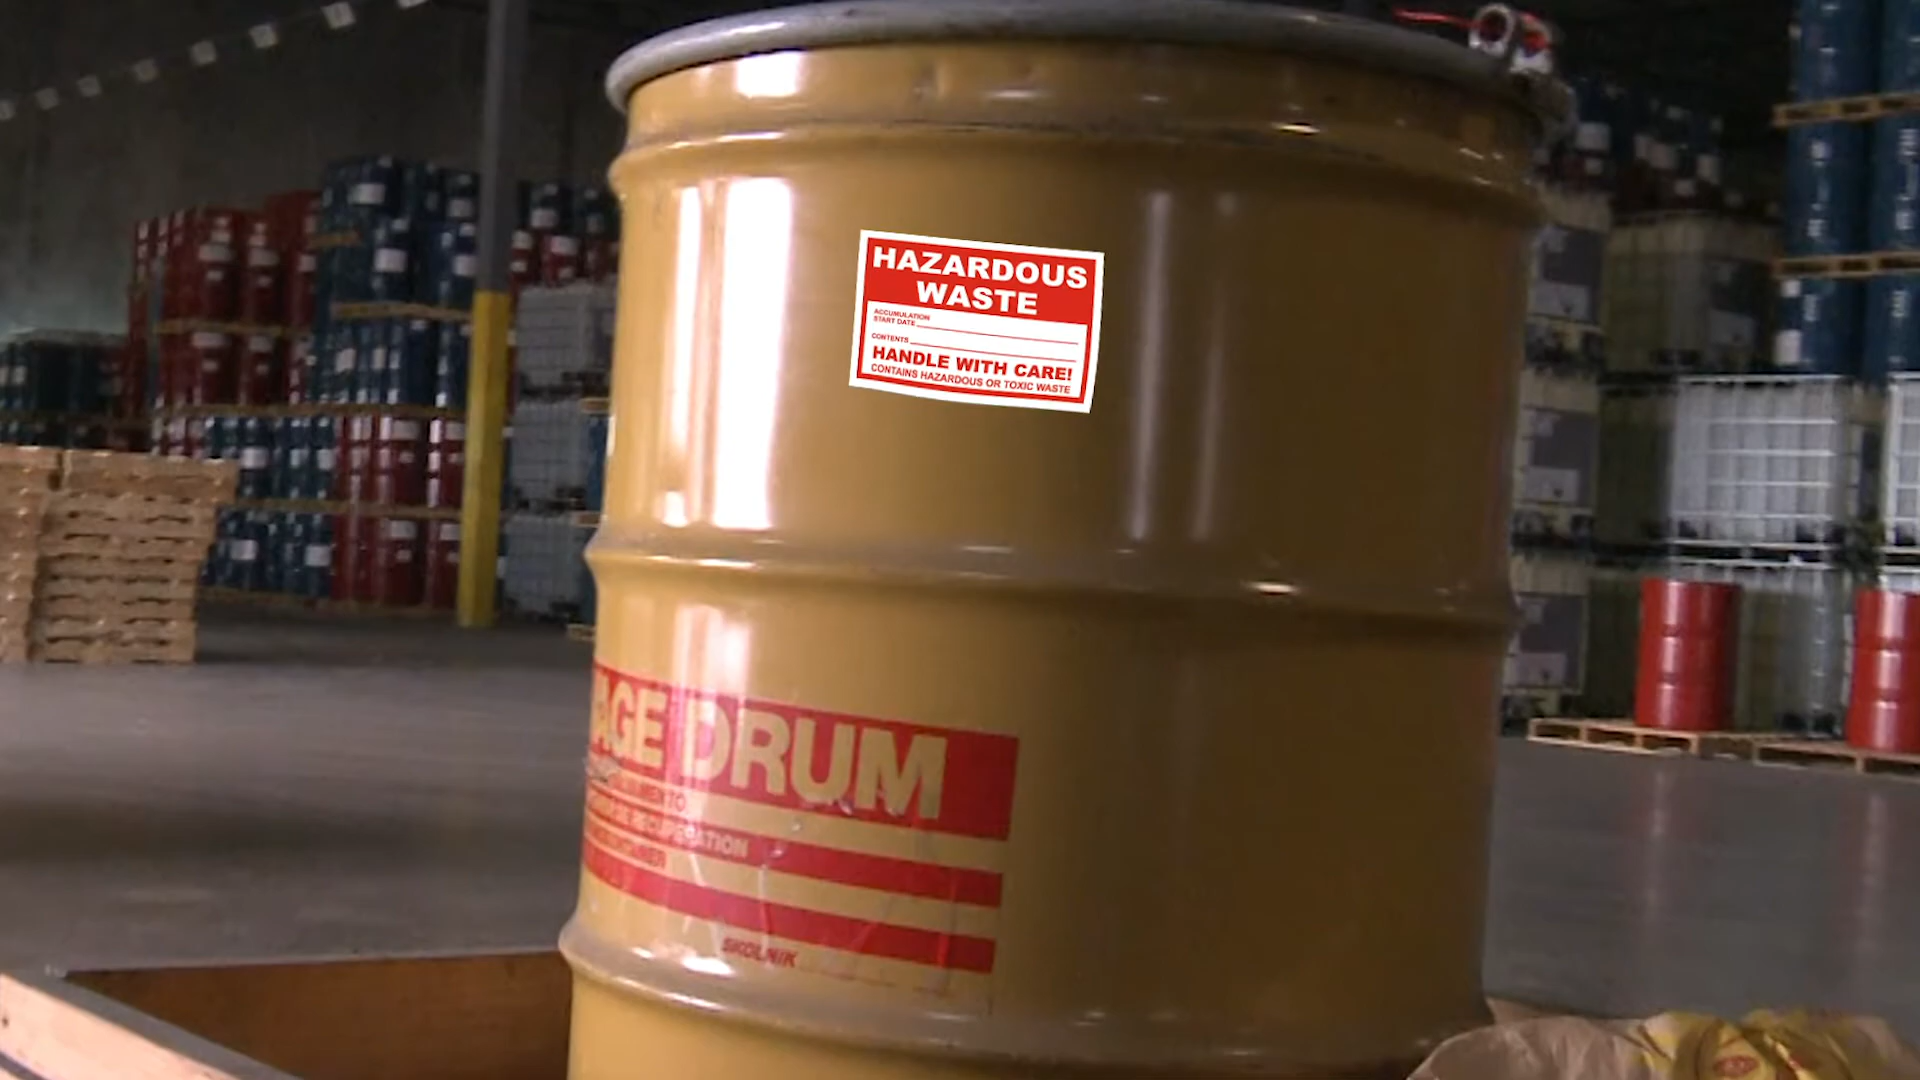 HAZARDOUS
WASTE
ACCUMULATION
START DATE
CONTENTS
HANDLE WITH CARE!
CONTAINS HAZARDOUS OR TOXIC WASTE
AGE DRUM
SKOLNIK